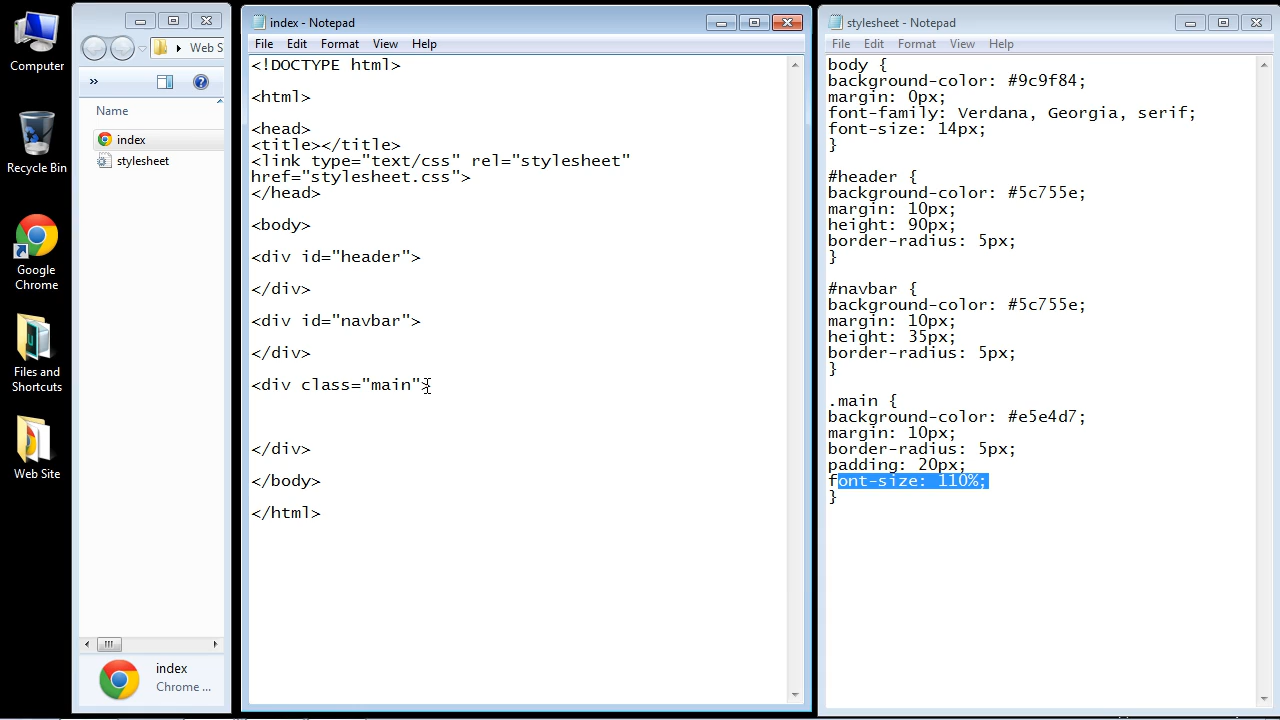 Computer
Recycle Bin
Google
Chrome
Files and
Shortcuts
Web Site
Web S
»
Name
index
stylesheet
index
Chrome ...
index - Notepad
File Edit Format View Help
<!DOCTYPE html>
<html>
<head>
<title></title>
<link type="text/css" rel="stylesheet"
href="stylesheet.css">
</head>
<body>
<div id="header">
</div>
<div id="navbar">
</div>
<div class="main">
</div>
</body>
</html>
stylesheet - Notepad
File Edit Format View Help
body {
background-color: #9c9f84;
margin: 0px;
font-family: Verdana, Georgia, serif;
font-size: 14px;
}
#header {
background-color: #5c755e;
margin: 10px;
height: 90px;
border-radius: 5px;
}
#navbar {
background-color: #5c755e;
margin: 10px;
height: 35px;
border-radius: 5px;
}
.main {
background-color: #e5e4d7;
margin: 10px;
border-radius: 5px;
padding: 20px;
font-size: 110%;
}